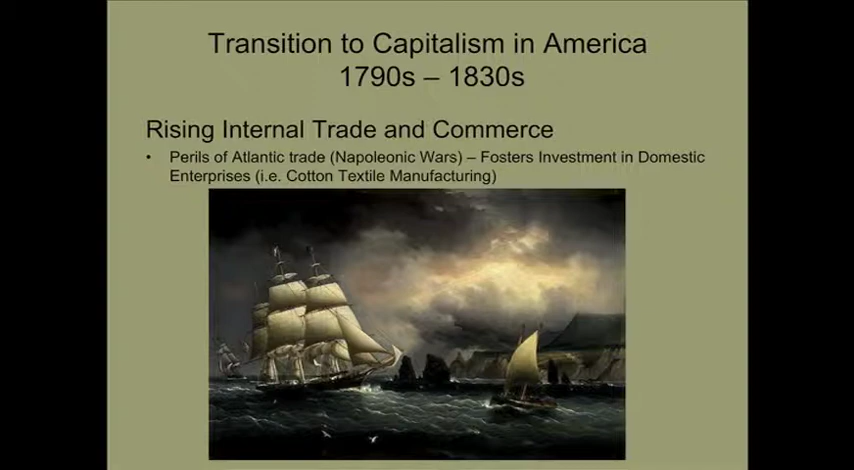 Transition to Capitalism in America
1790s – 1830s
Rising Internal Trade and Commerce
• Perils of Atlantic trade (Napoleonic Wars) – Fosters Investment in Domestic
Enterprises (i.e. Cotton Textile Manufacturing)